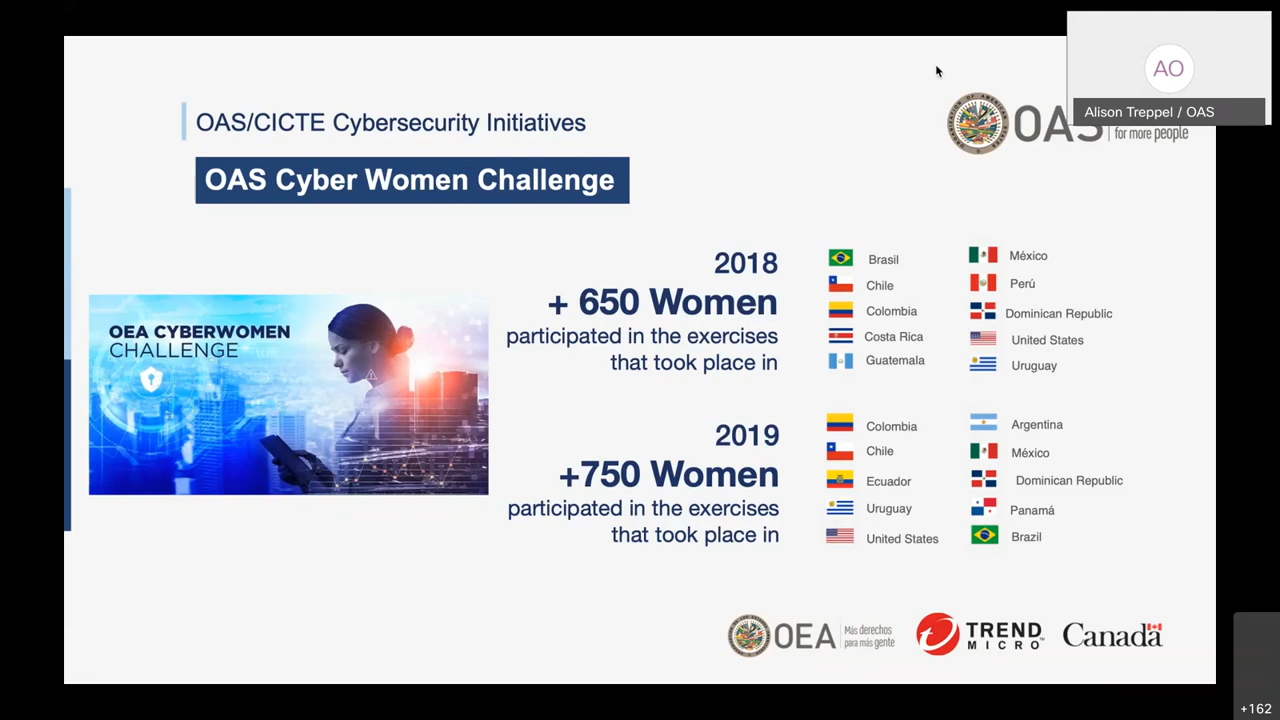 AO
Alison Treppel / OAS
OAS/CICTE Cybersecurity Initiatives
OAS
for more people
OAS Cyber Women Challenge
OEA CYBERWOMEN
CHALLENGE
2018
+ 650 Women
participated in the exercises
that took place in
Brasil
Chile
Colombia
Costa Rica
Guatemala
México
Perú
Dominican Republic
United States
Uruguay
2019
+750 Women
participated in the exercises
that took place in
Colombia
Chile
Ecuador
Uruguay
United States
Argentina
México
Dominican Republic
Panamá
Brazil
OEA
Más derechos
para más gente
TREND
MICRO™
Canada
+162